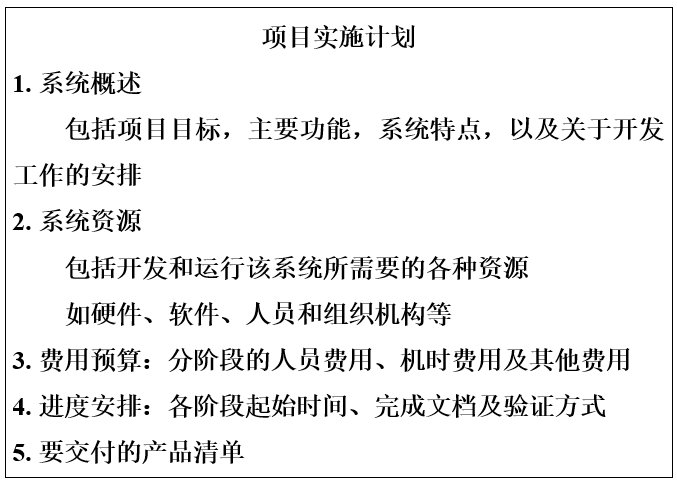 项目实施计划
1. 系统概述
包括项目目标，主要功能，系统特点，以及关于开发
工作的安排
2. 系统资源
包括开发和运行该系统所需要的各种资源
如硬件、软件、人员和组织机构等
3. 费用预算：分阶段的人员费用、机时费用及其他费用
4. 进度安排：各阶段起始时间、完成文档及验证方式
5. 要交付的产品清单